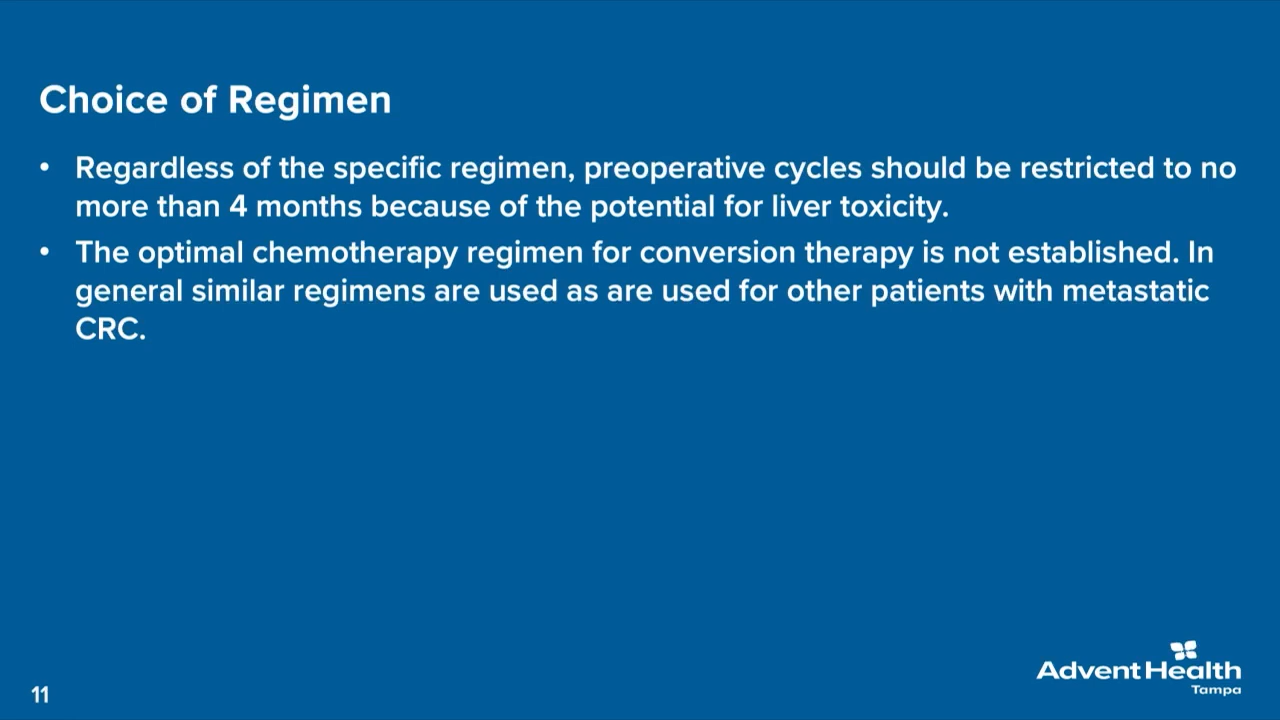 Choice of Regimen
• Regardless of the specific regimen, preoperative cycles should be restricted to no
more than 4 months because of the potential for liver toxicity.
• The optimal chemotherapy regimen for conversion therapy is not established. In
general similar regimens are used as are used for other patients with metastatic
CRC.
AdventHealth
Tampa
11